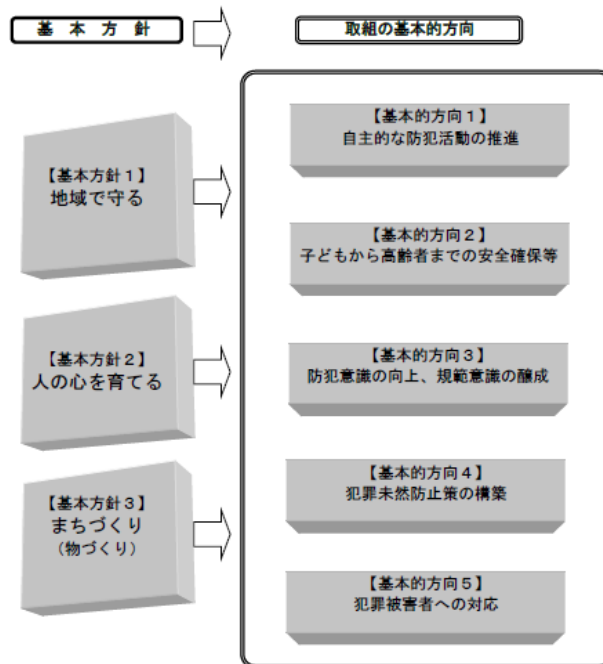 基 本 方 針
取組の基本的方向
【基本方針1】
地域で守る
【基本方針2】
人の心を育てる
【基本方針3】
まちづくり
(物づくり)
【基本的方向1】
自主的な防犯活動の推進
【基本的方向2】
子どもから高齢者までの安全確保等
【基本的方向3】
防犯意識の向上、規範意識の醸成
【基本的方向4】
犯罪未然防止策の構築
【基本的方向5】
犯罪被害者への対応